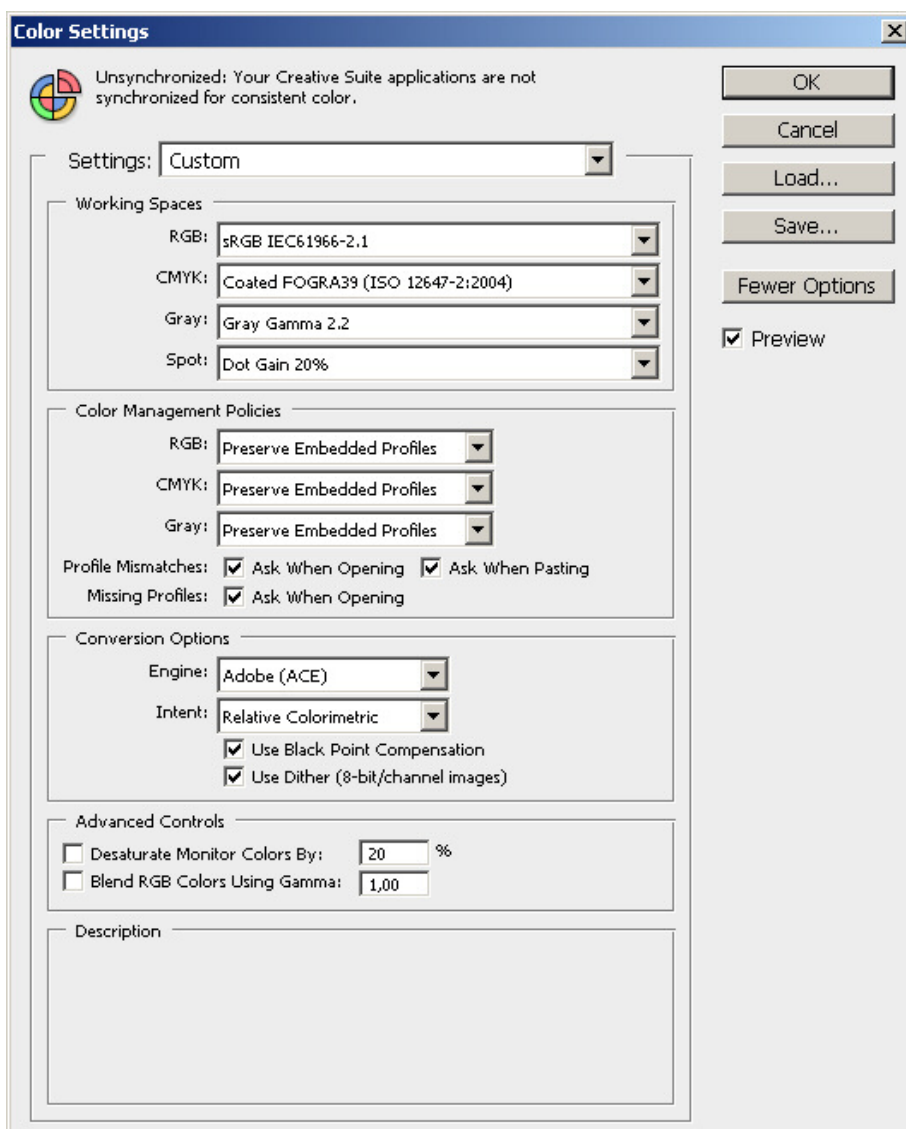 Color Settings
Unsynchronized: Your Creative Suite applications are not
synchronized for consistent color.
OK
Cancel
Load...
Save...
Fewer Options
Preview
Settings: Custom
Working Spaces
RGB: sRGB IEC61966-2.1
CMYK: Coated FOGRA39 (ISO 12647-2:2004)
Gray: Gray Gamma 2.2
Spot: Dot Gain 20%
Color Management Policies
RGB: Preserve Embedded Profiles
CMYK: Preserve Embedded Profiles
Gray: Preserve Embedded Profiles
Profile Mismatches: Ask When Opening Ask When Pasting
Missing Profiles: Ask When Opening
Conversion Options
Engine: Adobe (ACE)
Intent: Relative Colorimetric
Use Black Point Compensation
Use Dither (8-bit/channel images)
Advanced Controls
Desaturate Monitor Colors By: 20 %
Blend RGB Colors Using Gamma: 1,00
Description